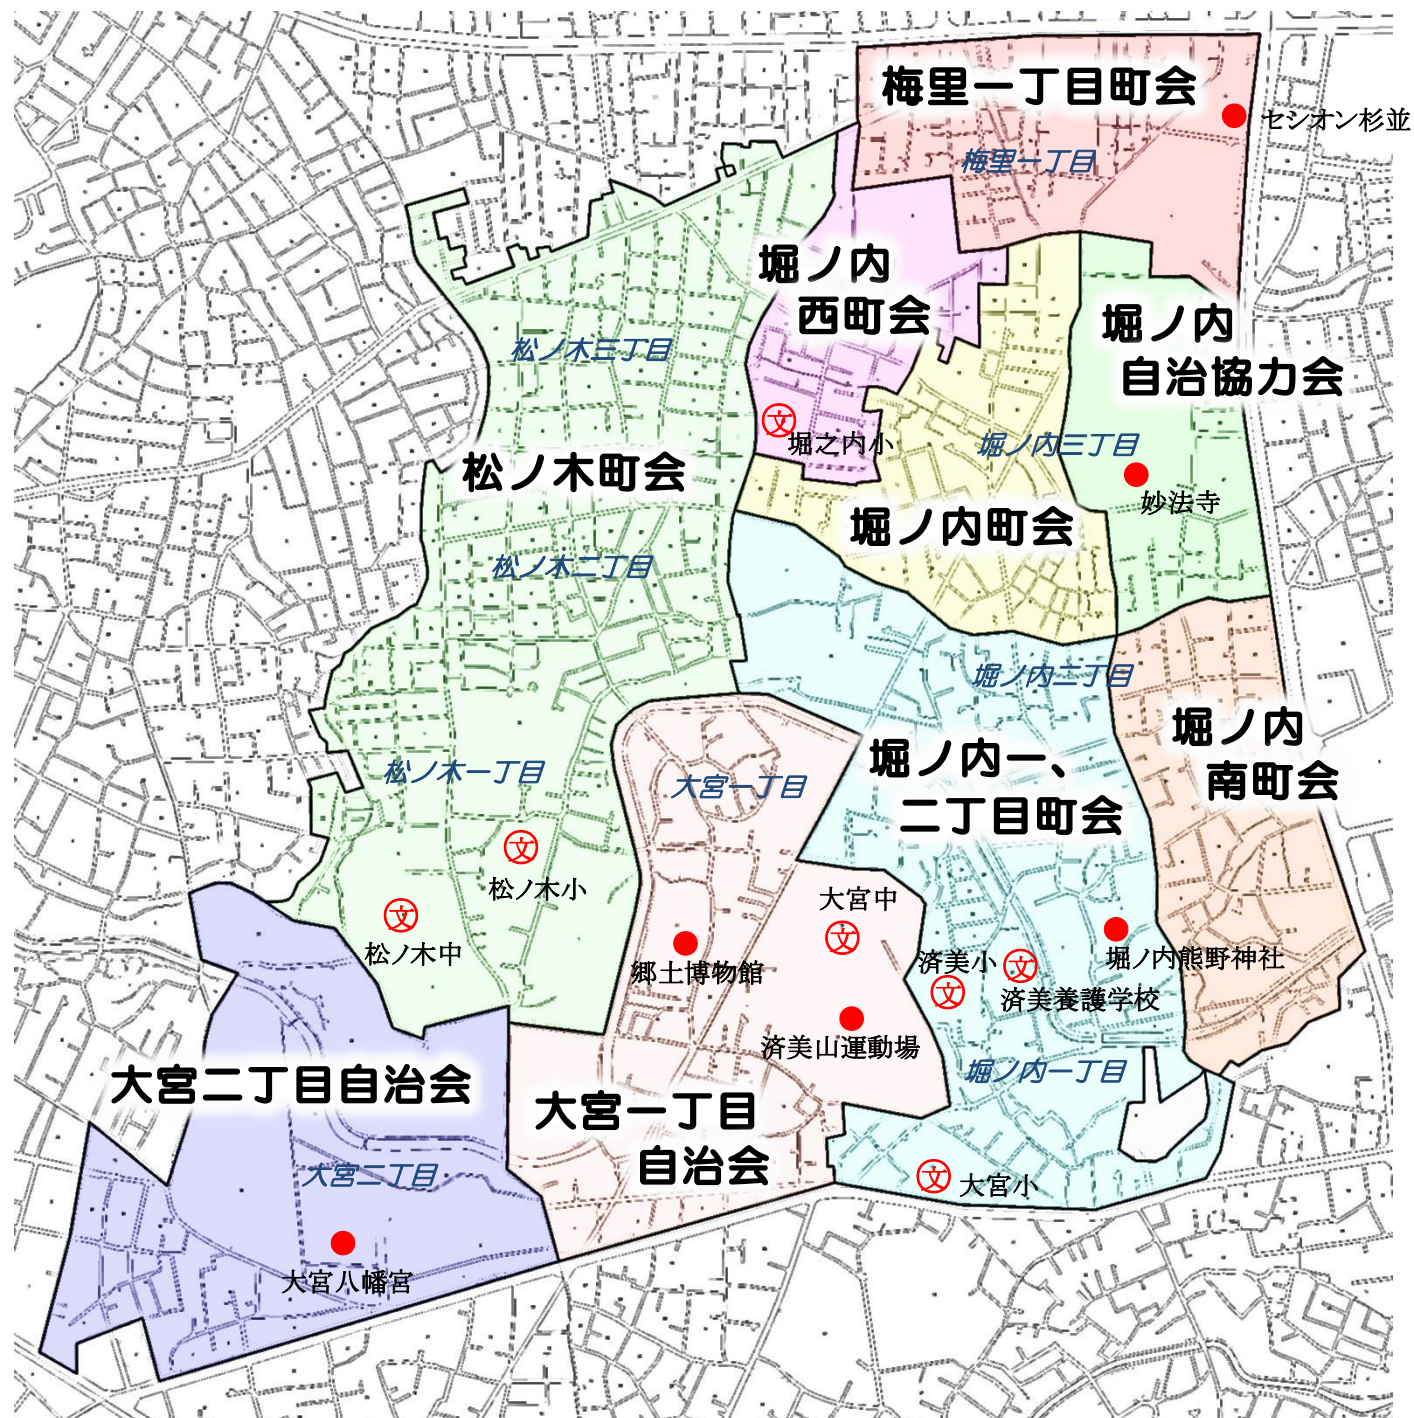 梅里一丁目町会
セシオン杉並
梅里一丁目
堀ノ内
西町会
堀ノ内
自治協力会
松ノ木三丁目
文
堀之内小
堀ノ内三丁目
松ノ木町会
妙法寺
堀ノ内町会
松ノ木二丁目
堀ノ内二丁目
堀ノ内
南町会
堀ノ内一、
二丁目町会
松ノ木一丁目
大宮一丁目
文
松ノ木小
文
松ノ木中
大宮中
文
郷土博物館
済美小
文
文
済美養護学校
堀ノ内熊野神社
済美山運動場
堀ノ内一丁目
大宮二丁目自治会
大宮一丁目
自治会
大宮二丁目
文
大宮小
大宮八幡宮